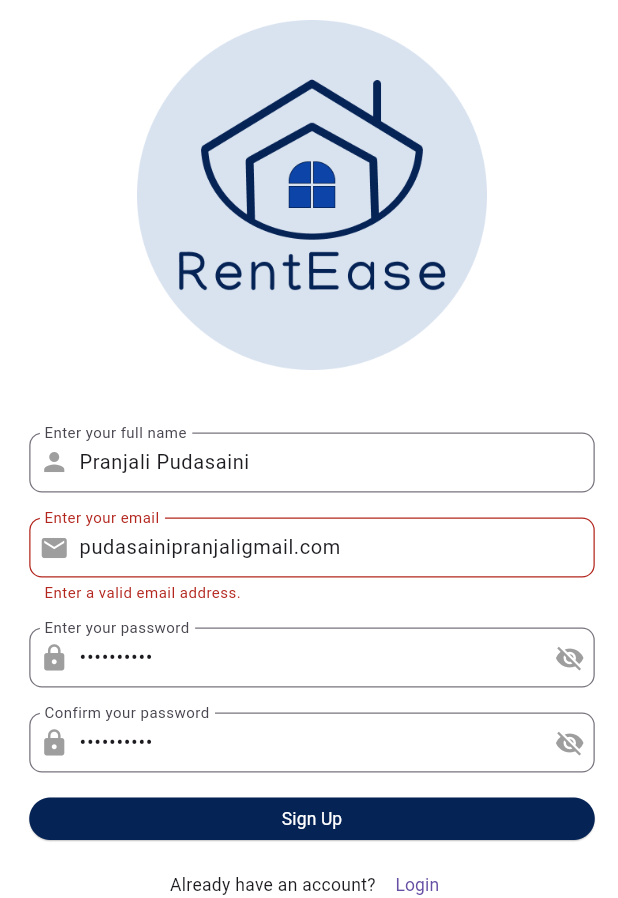 RentEase
Enter your full name
Pranjali Pudasaini
Enter your email
pudasainipranjaligmail.com
Enter a valid email address.
Enter your password
••••••••••
Confirm your password
••••••••••
Sign Up
Already have an account? Login